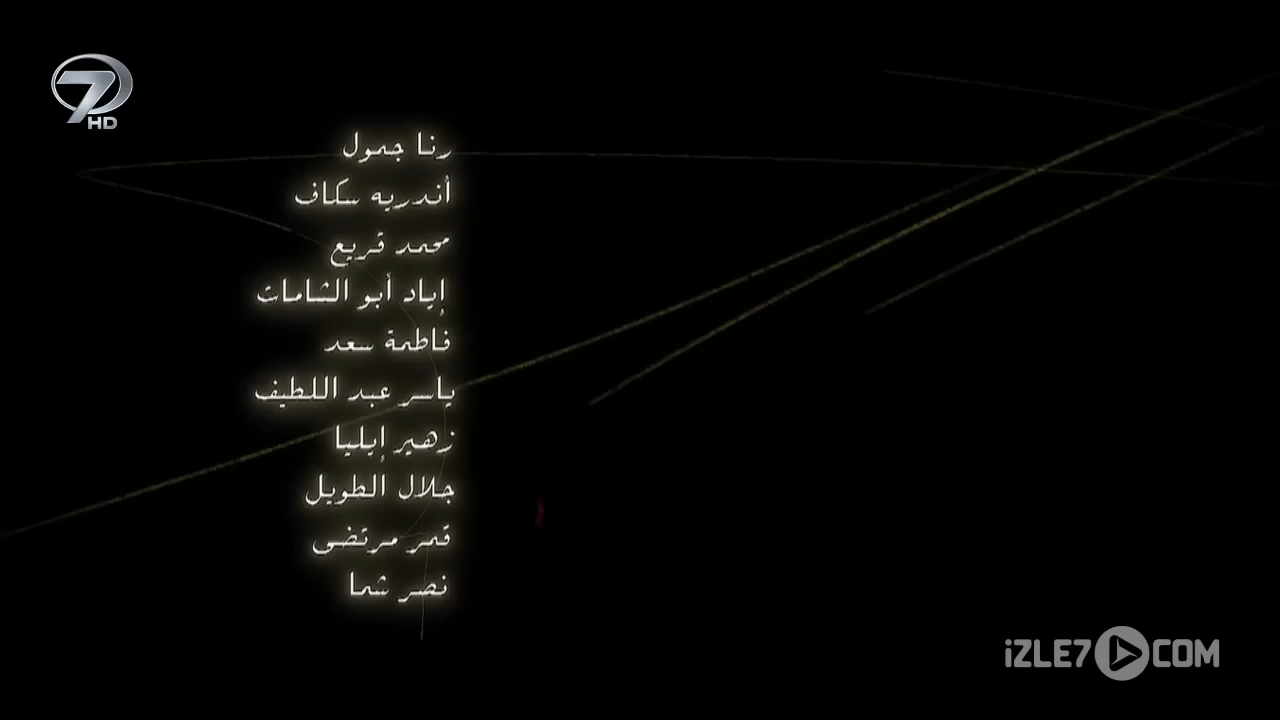 7
HD
رنا جمول
أندريه سكاف
محمد قريع
إياد أبو الشامات
فاطمة سعد
ياسر عبد اللطيف
زهير إيليا
جلال الطويل
قمر مرتضى
نصر شما
iZLE7 COM